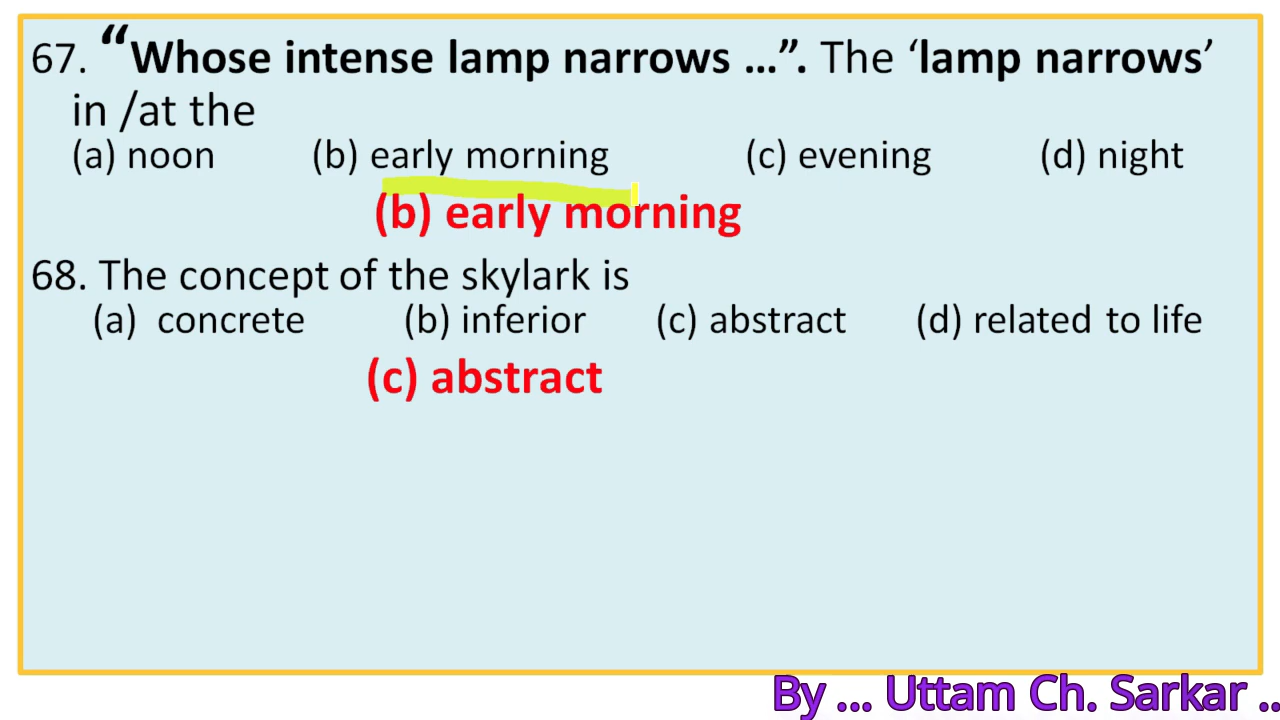 67. “Whose intense lamp narrows ...”. The ‘lamp narrows’
in /at the
(a) noon (b) early morning (c) evening (d) night
(b) early morning
68. The concept of the skylark is
(a) concrete (b) inferior (c) abstract (d) related to life
(c) abstract
By ... Uttam Ch. Sarkar ..